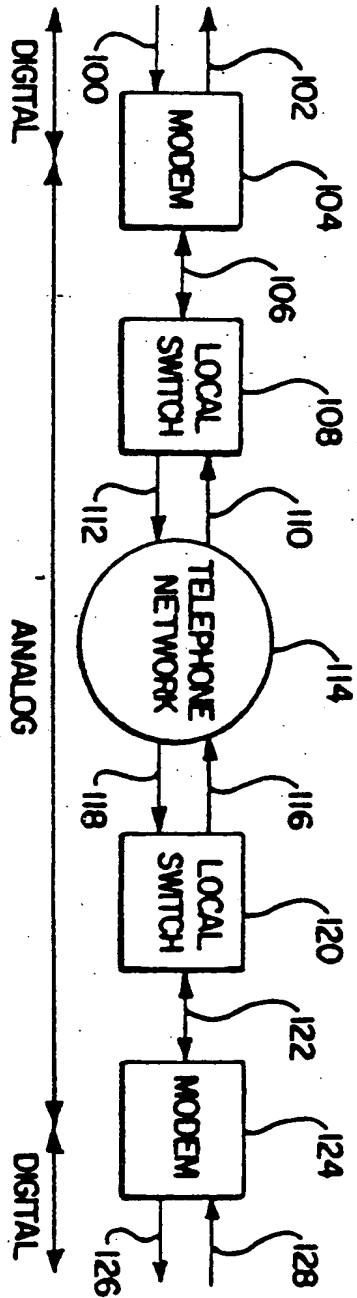 102
104
106
108
110
114
116
120
122
124
128
MODEM
LOCAL
SWITCH
TELEPHONE
NETWORK
LOCAL
SWITCH
MODEM
100
112
118
126
DIGITAL
ANALOG
DIGITAL